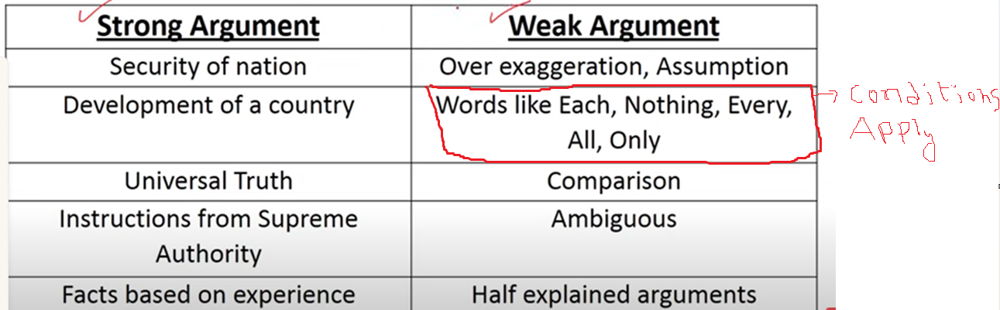 Strong Argument
Weak Argument
Security of nation
Over exaggeration, Assumption
Development of a country
Words like Each, Nothing, Every,
All, Only
→ Conditions
Apply
Universal Truth
Comparison
Instructions from Supreme
Authority
Ambiguous
Facts based on experience
Half explained arguments